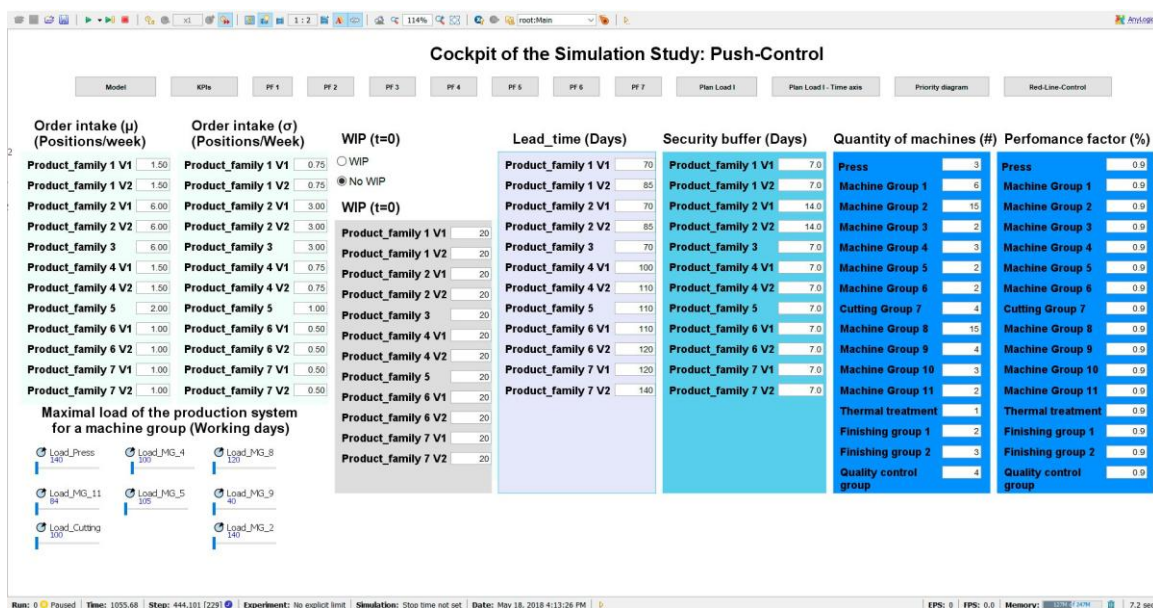 x1
1:2
114%
root:Main
AnyLogic
Cockpit of the Simulation Study: Push-Control
Model KPIs PF 1 PF 2 PF 3 PF 4 PF 5 PF 6 PF 7 Plan Load I Plan Load I - Time axis Priority diagram Red-Line-Control
Order intake (μ)
(Positions/week)
Product_family 1 V1 1.50
Product_family 1 V2 1.50
Product_family 2 V1 6.00
Product_family 2 V2 6.00
Product_family 3 6.00
Product_family 4 V1 1.50
Product_family 4 V2 1.50
Product_family 5 2.00
Product_family 6 V1 1.00
Product_family 6 V2 1.00
Product_family 7 V1 1.00
Product_family 7 V2 1.00
Order intake (σ)
(Positions/Week)
Product_family 1 V1 0.75
Product_family 1 V2 0.75
Product_family 2 V1 3.00
Product_family 2 V2 3.00
Product_family 3 3.00
Product_family 4 V1 0.75
Product_family 4 V2 0.75
Product_family 5 1.00
Product_family 6 V1 0.50
Product_family 6 V2 0.50
Product_family 7 V1 0.50
Product_family 7 V2 0.50
WIP (t=0)
WIP
No WIP
WIP (t=0)
Product_family 1 V1 20
Product_family 1 V2 20
Product_family 2 V1 20
Product_family 2 V2 20
Product_family 3 20
Product_family 4 V1 20
Product_family 4 V2 20
Product_family 5 20
Product_family 6 V1 20
Product_family 6 V2 20
Product_family 7 V1 20
Product_family 7 V2 20
Lead_time (Days)
Product_family 1 V1 70
Product_family 1 V2 85
Product_family 2 V1 70
Product_family 2 V2 85
Product_family 3 70
Product_family 4 V1 100
Product_family 4 V2 110
Product_family 5 110
Product_family 6 V1 110
Product_family 6 V2 120
Product_family 7 V1 120
Product_family 7 V2 140
Security buffer (Days)
Product_family 1 V1 7.0
Product_family 1 V2 7.0
Product_family 2 V1 14.0
Product_family 2 V2 14.0
Product_family 3 7.0
Product_family 4 V1 7.0
Product_family 4 V2 7.0
Product_family 5 7.0
Product_family 6 V1 7.0
Product_family 6 V2 7.0
Product_family 7 V1 7.0
Product_family 7 V2 7.0
Quantity of machines (#)
Press 3
Machine Group 1 6
Machine Group 2 15
Machine Group 3 2
Machine Group 4 3
Machine Group 5 2
Machine Group 6 2
Cutting Group 7 4
Machine Group 8 15
Machine Group 9 4
Machine Group 10 3
Machine Group 11 2
Thermal treatment 1
Finishing group 1 2
Finishing group 2 3
Quality control 4
group
Perfomance factor (%)
Press 0.9
Machine Group 1 0.9
Machine Group 2 0.9
Machine Group 3 0.9
Machine Group 4 0.9
Machine Group 5 0.9
Machine Group 6 0.9
Cutting Group 7 0.9
Machine Group 8 0.9
Machine Group 9 0.9
Machine Group 10 0.9
Machine Group 11 0.9
Thermal treatment 0.9
Finishing group 1 0.9
Finishing group 2 0.9
Quality control 0.9
group
Maximal load of the production system
for a machine group (Working days)
Load_Press Load_MG_4 Load_MG_8
140 100 120
Load_MG_11 Load_MG_5 Load_MG_9
84 105 40
Load_Cutting Load_MG_2
100 140
Run: 0 Paused Time: 1055.68 Step: 444,101 [229] Experiment: No explicit limit Simulation: Stop time not set Date: May 18, 2018 4:13:26 PM EPS: 0 FPS: 0.0 Memory: 7.2 sec